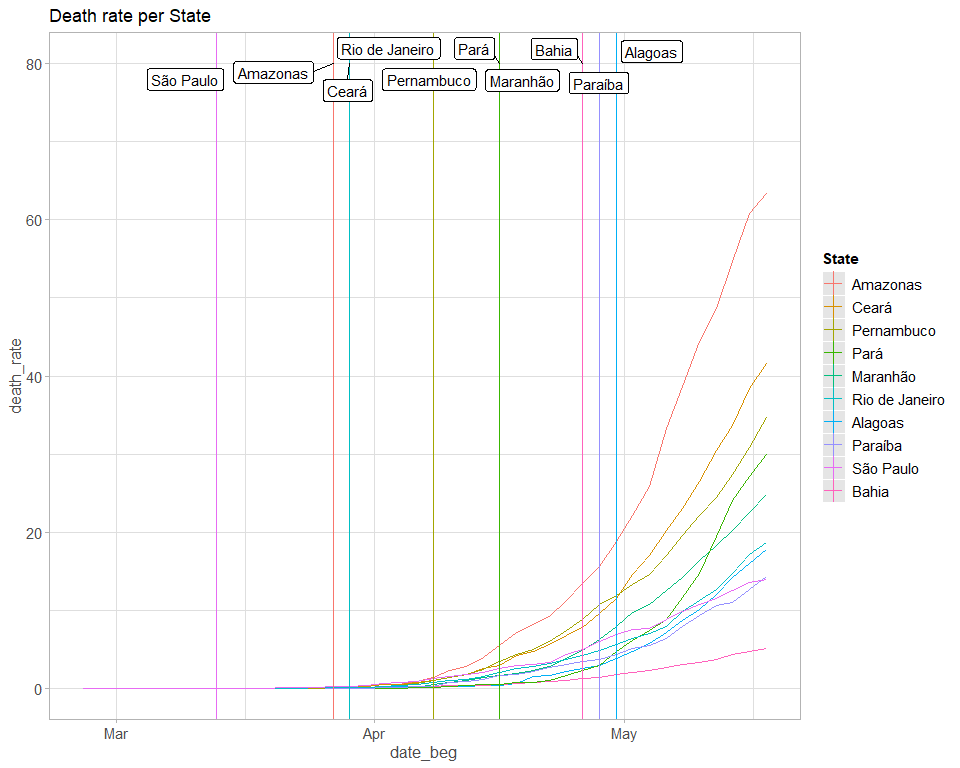 Death rate per State
Rio de Janeiro
Pará
Bahia
Alagoas
São Paulo
Amazonas
Ceará
Pernambuco
Maranhão
Paraíba
80
60
40
20
0
death_rate
Mar
Apr
May
date_beg
State
Amazonas
Ceará
Pernambuco
Pará
Maranhão
Rio de Janeiro
Alagoas
Paraíba
São Paulo
Bahia